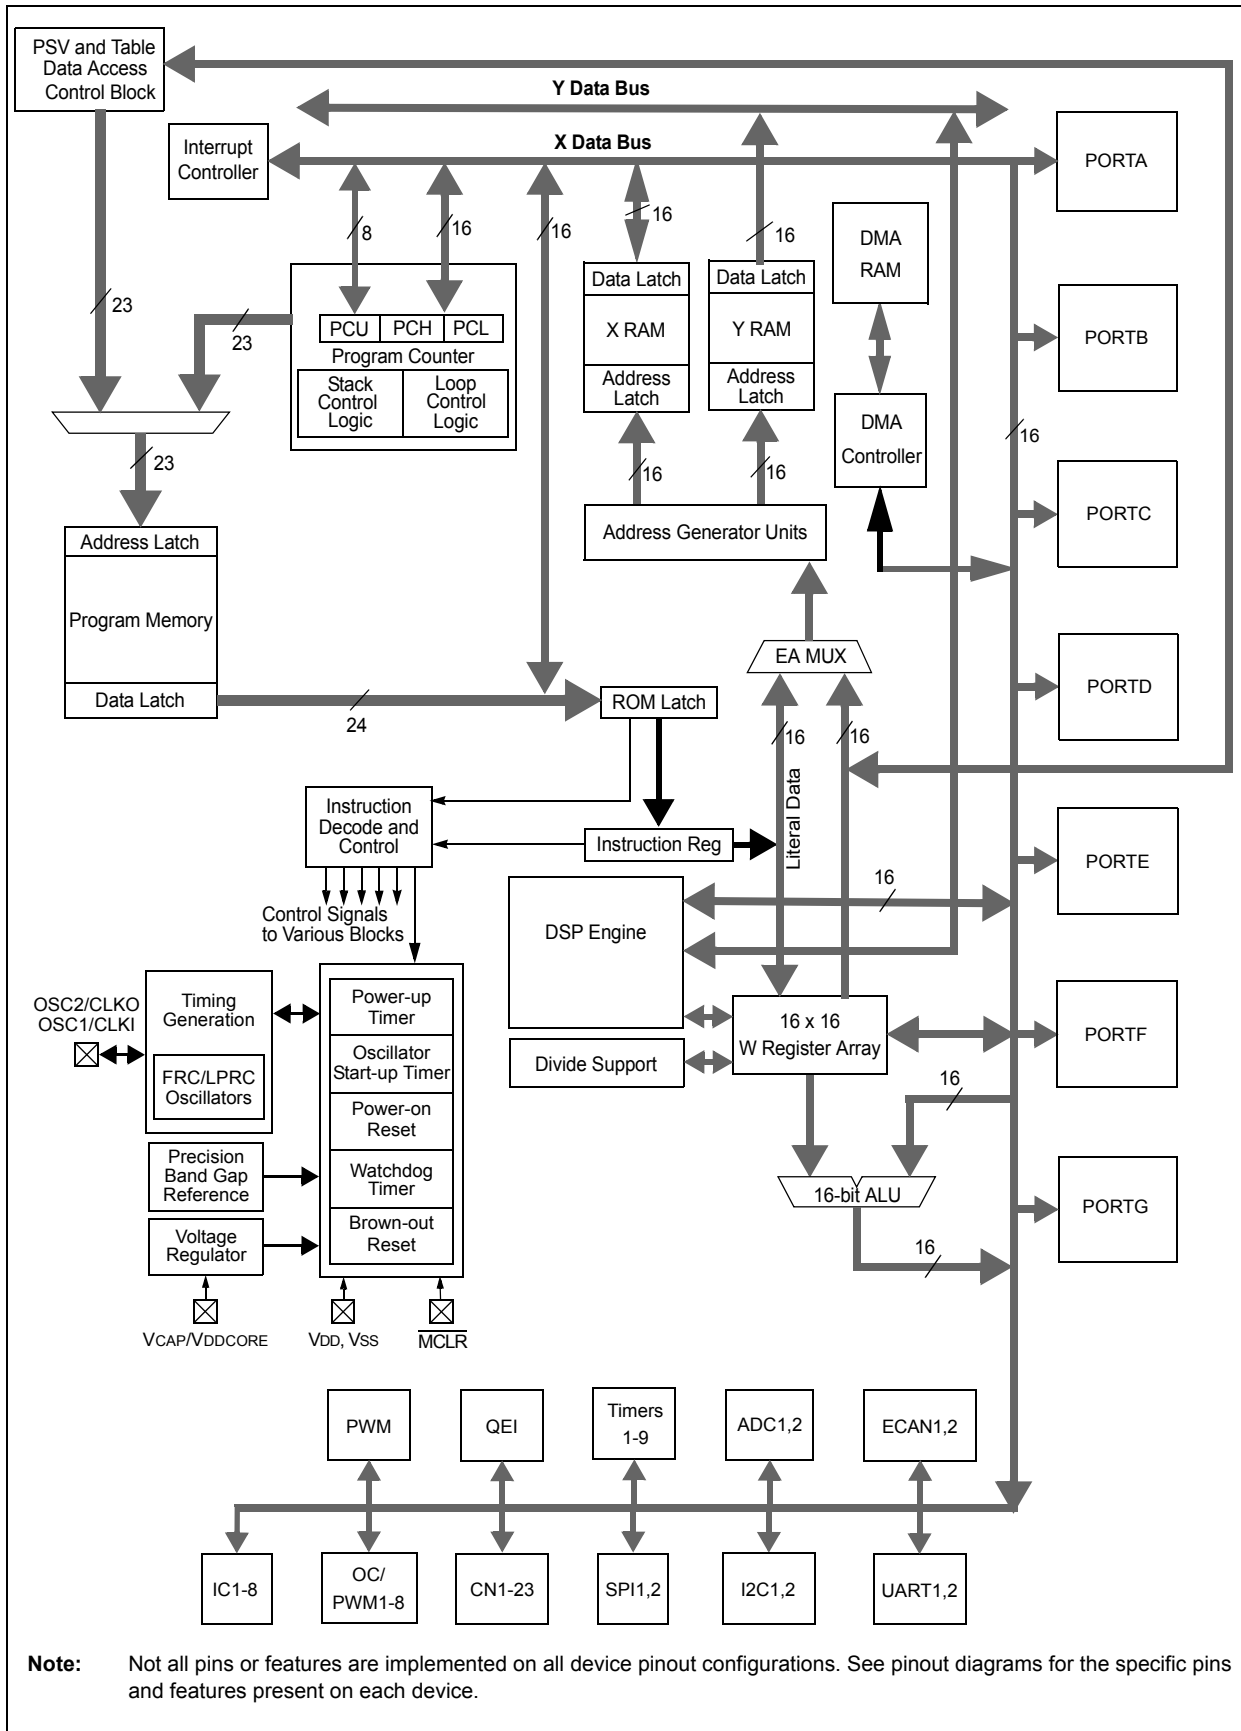 PSV and Table
Data Access
Control Block
Y Data Bus
X Data Bus
Interrupt
Controller
PORTA
8
16
16
16
16
DMA
RAM
23
23
Data Latch
X RAM
Address
Latch
Data Latch
Y RAM
Address
Latch
PCU
PCH
PCL
Program Counter
Stack
Control
Logic
Loop
Control
Logic
PORTB
DMA
Controller
16
23
16
16
PORTC
Address Latch
Program Memory
Data Latch
Address Generator Units
EA MUX
PORTD
24
ROM Latch
16
16
Literal Data
Instruction
Decode and
Control
Instruction Reg
PORTE
Control Signals
to Various Blocks
DSP Engine
16
OSC2/CLKO
OSC1/CLKI
Timing
Generation
FRC/LPRC
Oscillators
Power-up
Timer
Oscillator
Start-up Timer
Power-on
Reset
Watchdog
Timer
Brown-out
Reset
16 x 16
W Register Array
Divide Support
PORTF
16
Precision
Band Gap
Reference
Voltage
Regulator
16-bit ALU
PORTG
16
VCAP/VDDCORE
VDD, VSS
MCLR
PWM
QEI
Timers
1-9
ADC1,2
ECAN1,2
IC1-8
OC/
PWM1-8
CN1-23
SPI1,2
I2C1,2
UART1,2
Note: Not all pins or features are implemented on all device pinout configurations. See pinout diagrams for the specific pins
and features present on each device.